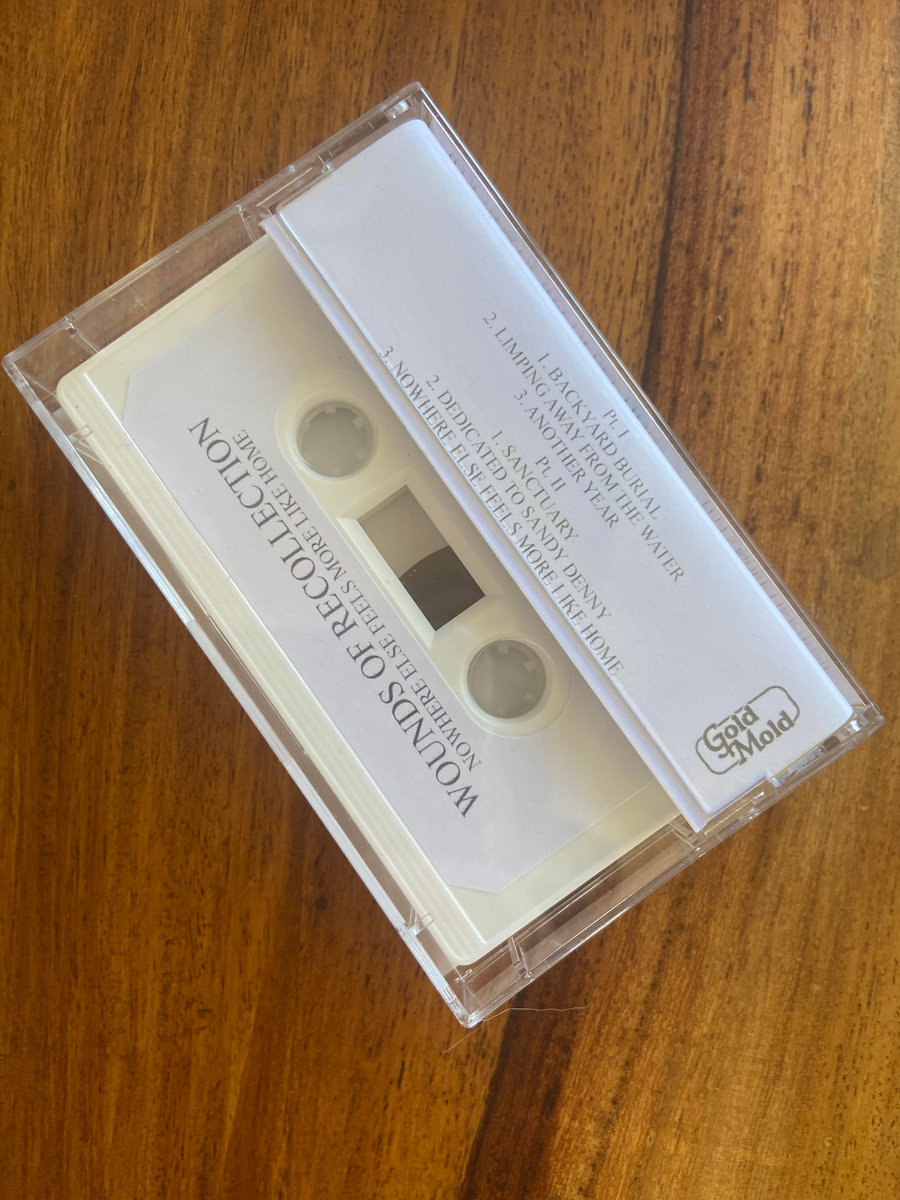 Pt. I
1. BACKYARD BURIAL
2. LIMPING AWAY FROM THE WATER
3. ANOTHER YEAR
Pt. II
1. SANCTUARY
2. DEDICATED TO SANDY DENNY
3. NOWHERE ELSE FEELS MORE LIKE HOME
Gold
Mold
WOUNDS OF RECOLLECTION
NOWHERE ELSE FEELS MORE LIKE HOME